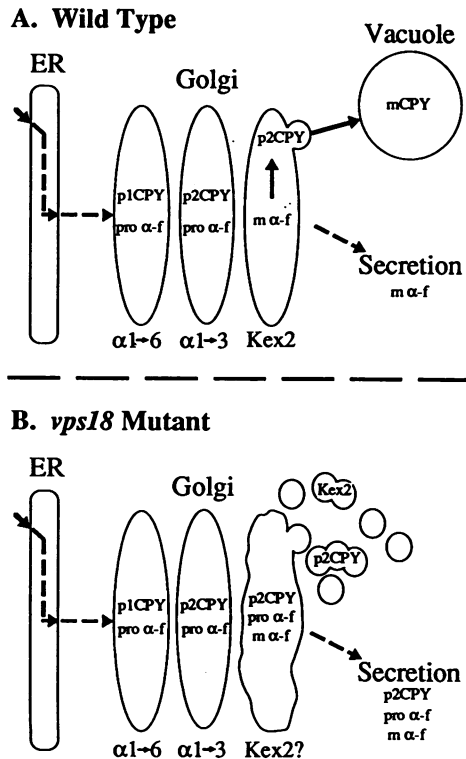 A. Wild Type
Vacuole
ER
Golgi
mCPY
p2CPY
p1CPY
p2CPY
pro α-f
pro α-f
m α-f
Secretion
m α-f
α1→6
α1→3
Kex2
B. vps18 Mutant
ER
Golgi
Kex2
p2CPY
p1CPY
p2CPY
p2CPY
pro α-f
pro α-f
pro α-f
m α-f
Secretion
p2CPY
pro α-f
m α-f
α1→6
α1→3
Kex2?